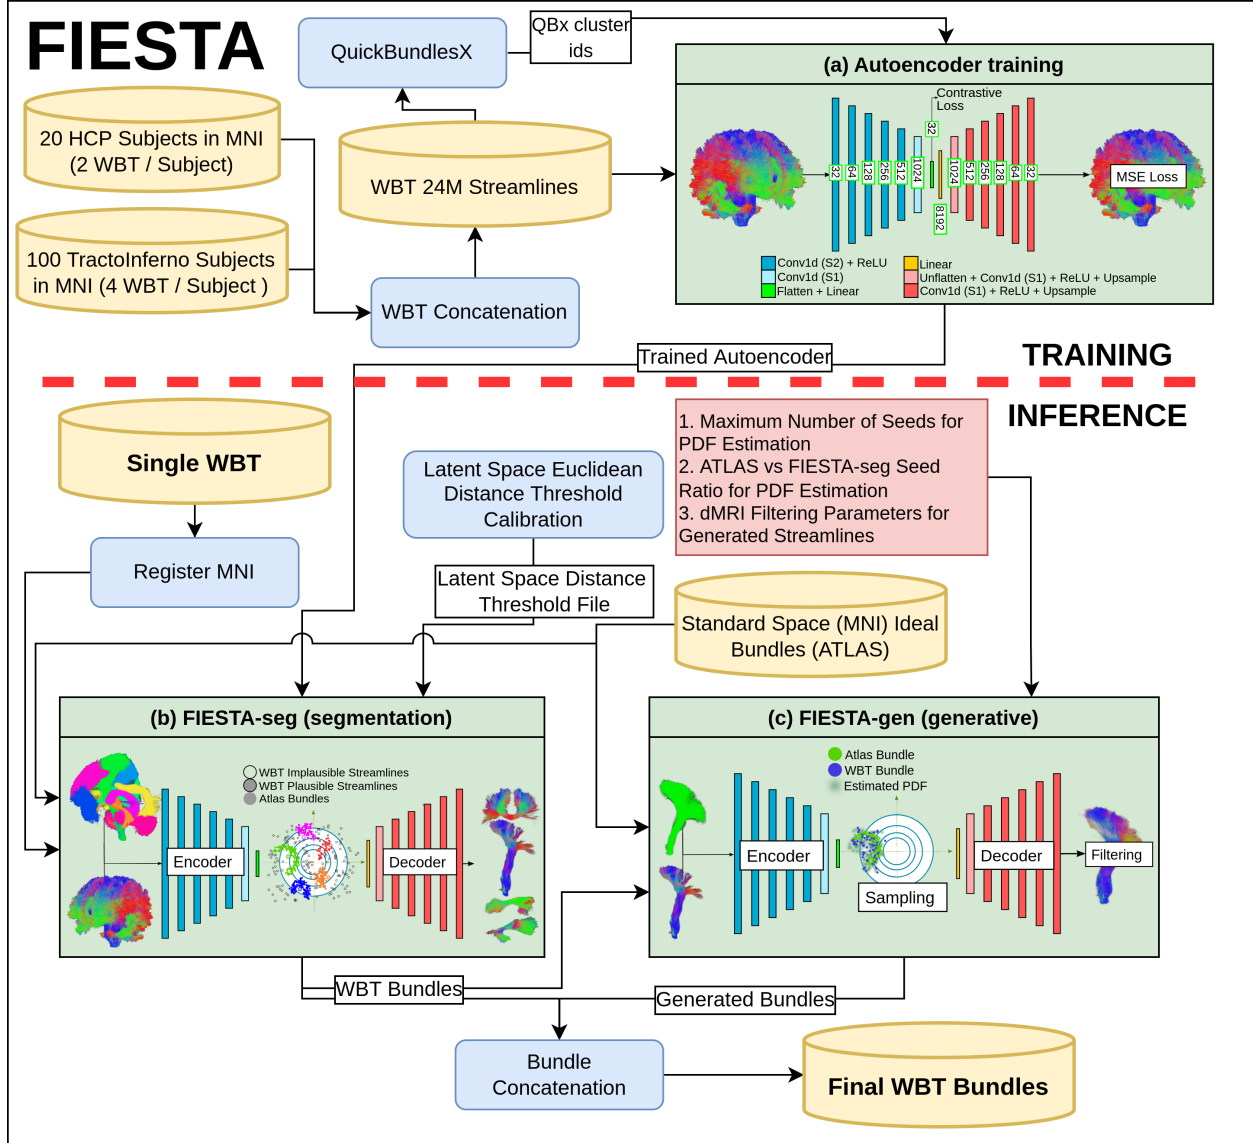 FIESTA
QuickBundlesX
QBx cluster
ids
20 HCP Subjects in MNI
(2 WBT / Subject)
WBT 24M Streamlines
100 TractoInferno Subjects
in MNI (4 WBT / Subject )
WBT Concatenation
(a) Autoencoder training
Contrastive
Loss
32
32
64
128
256
512
1024
8192
1024
512
256
128
64
32
MSE Loss
Conv1d (S2) + ReLU
Conv1d (S1)
Flatten + Linear
Linear
Unflatten + Conv1d (S1) + ReLU + Upsample
Conv1d (S1) + ReLU + Upsample
Trained Autoencoder
TRAINING
INFERENCE
Single WBT
Register MNI
Latent Space Euclidean
Distance Threshold
Calibration
Latent Space Distance
Threshold File
1. Maximum Number of Seeds for
PDF Estimation
2. ATLAS vs FIESTA-seg Seed
Ratio for PDF Estimation
3. dMRI Filtering Parameters for
Generated Streamlines
Standard Space (MNI) Ideal
Bundles (ATLAS)
(b) FIESTA-seg (segmentation)
WBT Implausible Streamlines
WBT Plausible Streamlines
Atlas Bundles
Encoder
Decoder
(c) FIESTA-gen (generative)
Atlas Bundle
WBT Bundle
Estimated PDF
Encoder
Sampling
Decoder
Filtering
WBT Bundles
Generated Bundles
Bundle
Concatenation
Final WBT Bundles